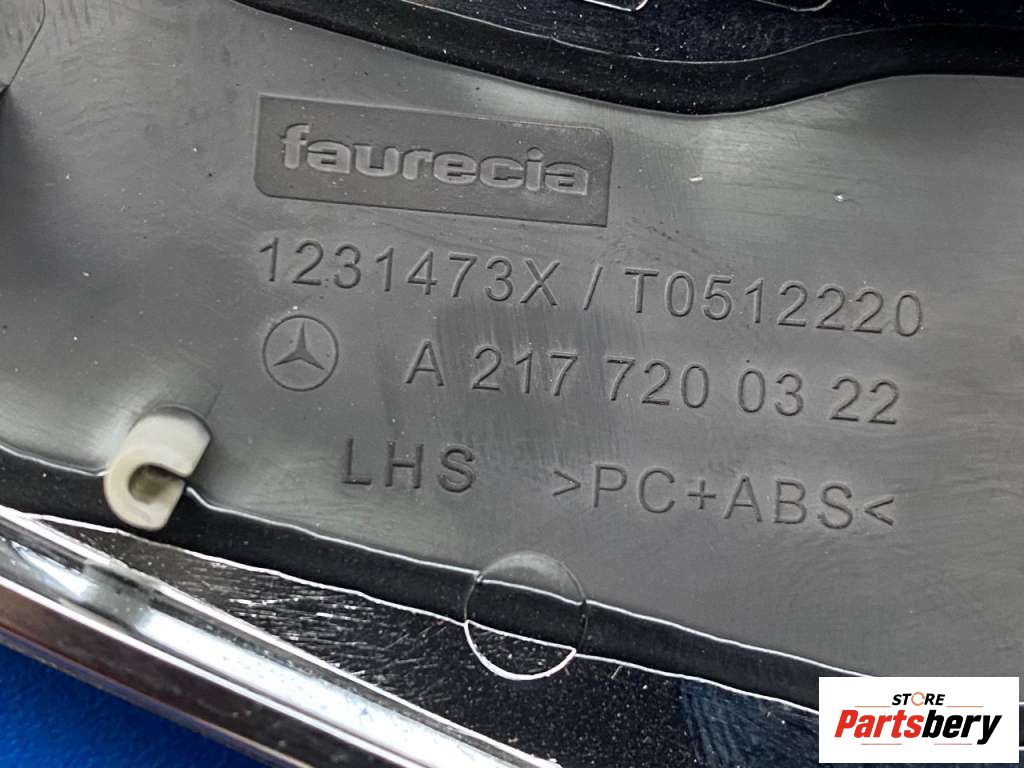 faurecia
1231473X / T0512220
A 217 720 03 22
LHS >PC+ABS<
STORE
Partsbery